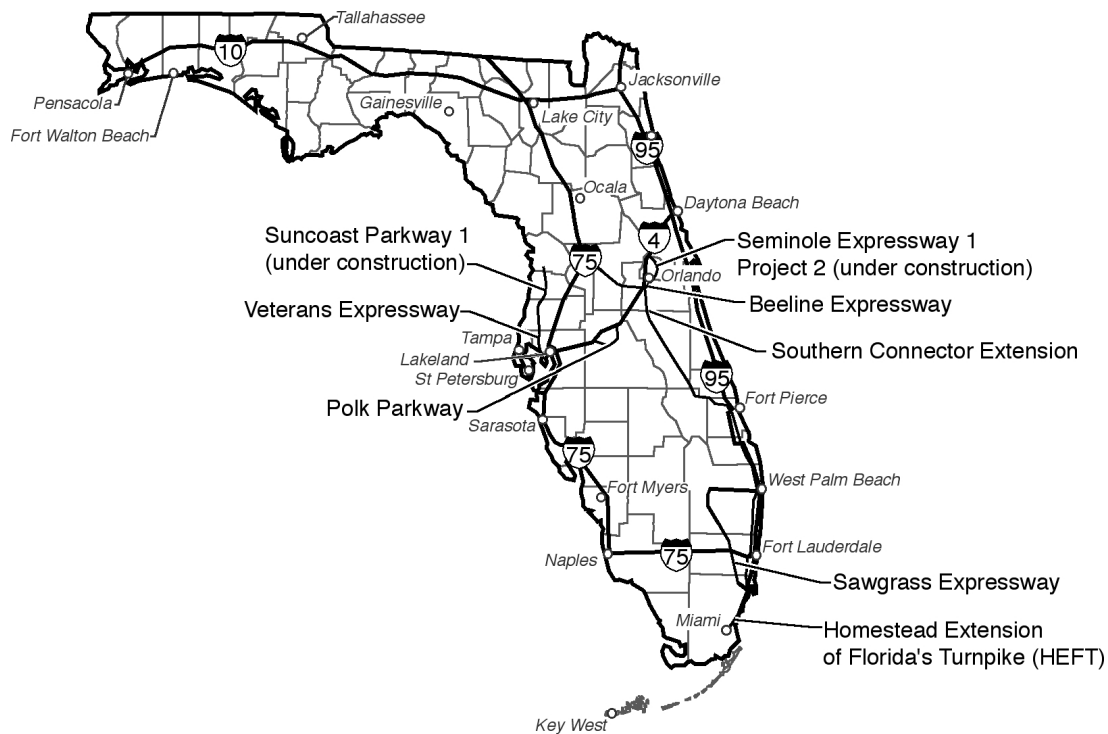 Tallahassee
10
Pensacola
Fort Walton Beach
Gainesville
Lake City
Jacksonville
95
Ocala
Daytona Beach
Suncoast Parkway 1
(under construction)
75
4
Seminole Expressway 1
Project 2 (under construction)
Orlando
Beeline Expressway
Veterans Expressway
Tampa
Lakeland
St Petersburg
Southern Connector Extension
95
Polk Parkway
Fort Pierce
Sarasota
75
Fort Myers
West Palm Beach
Naples
75
Fort Lauderdale
Sawgrass Expressway
Miami
Homestead Extension
of Florida's Turnpike (HEFT)
Key West